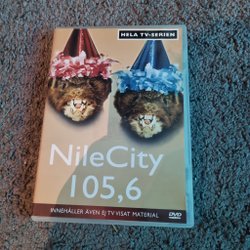 HELA TV-SERIEN
NileCity
105,6
INNEHÅLLER ÄVEN EJ TV VISAT MATERIAL
DVD